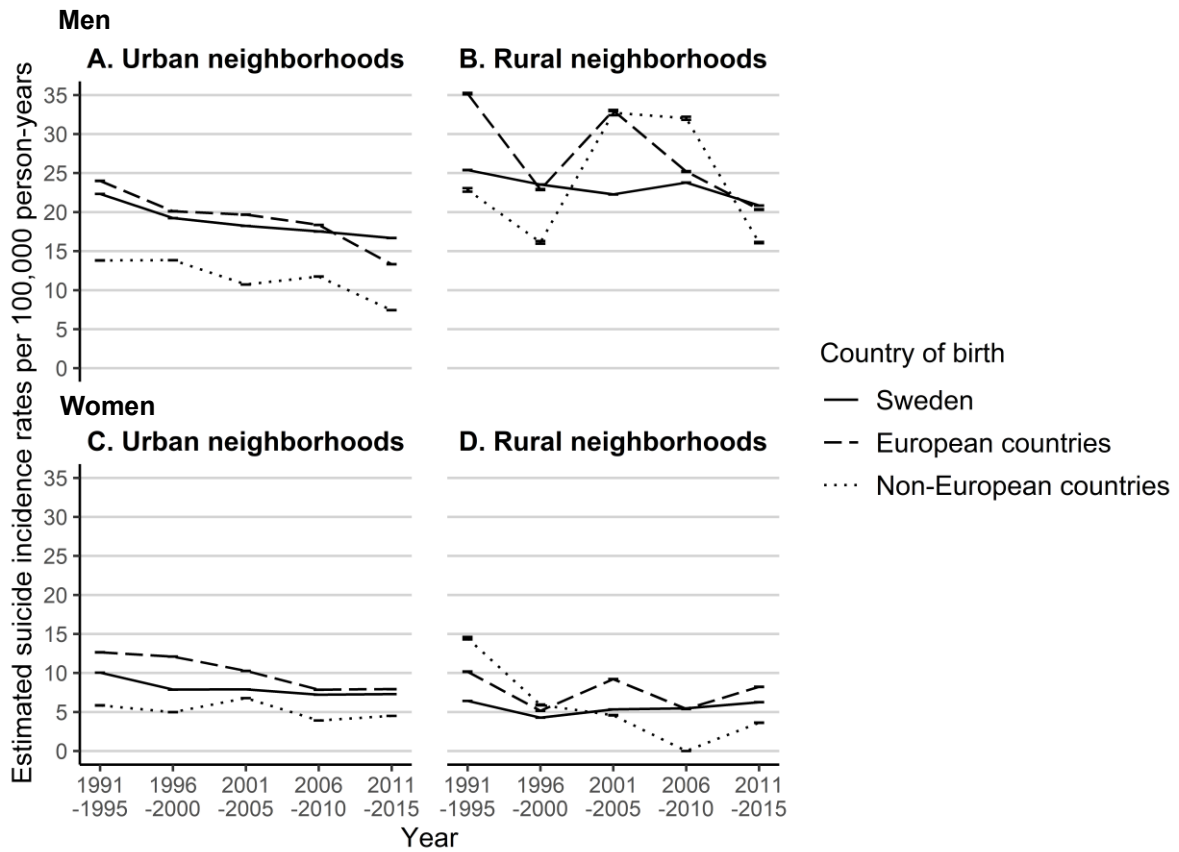 Men
A. Urban neighborhoods
B. Rural neighborhoods
Estimated suicide incidence rates per 100,000 person-years
35
30
25
20
15
10
5
0
Country of birth
Sweden
European countries
Non-European countries
Women
C. Urban neighborhoods
D. Rural neighborhoods
35
30
25
20
15
10
5
0
1991 1996 2001 2006 2011
-1995 -2000 -2005 -2010 -2015
1991 1996 2001 2006 2011
-1995 -2000 -2005 -2010 -2015
Year